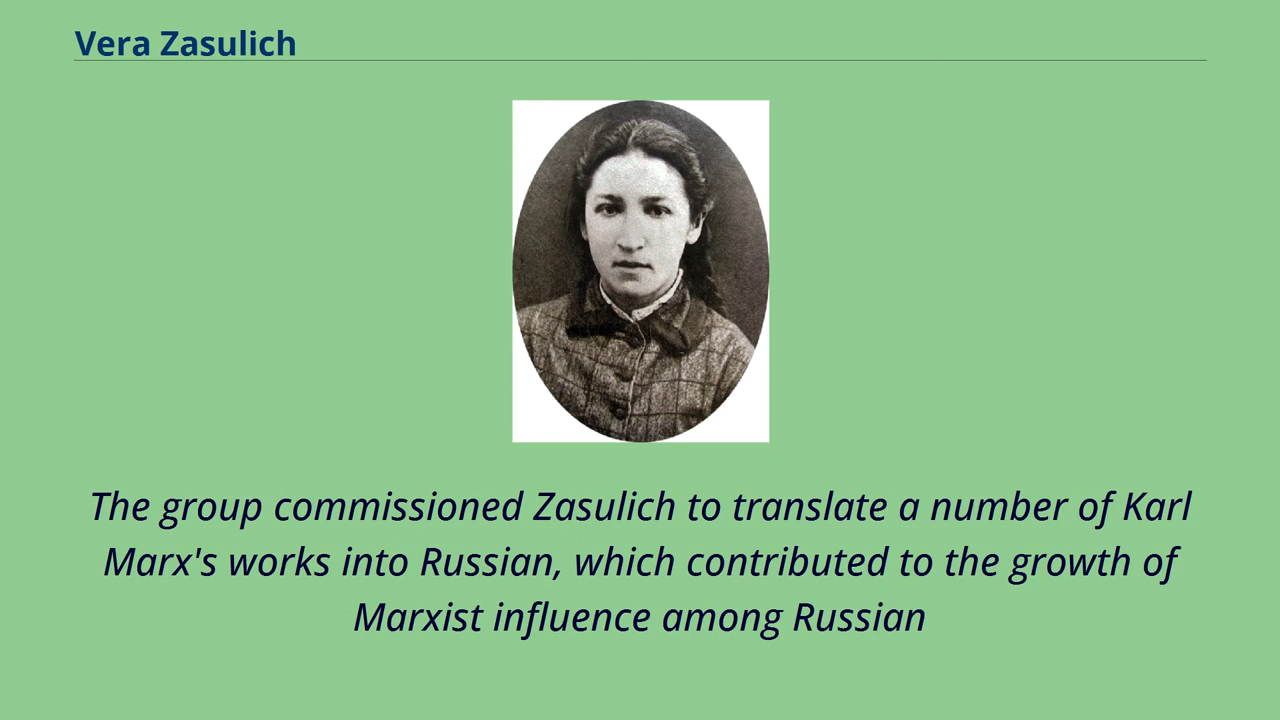 Vera Zasulich
The group commissioned Zasulich to translate a number of Karl
Marx's works into Russian, which contributed to the growth of
Marxist influence among Russian